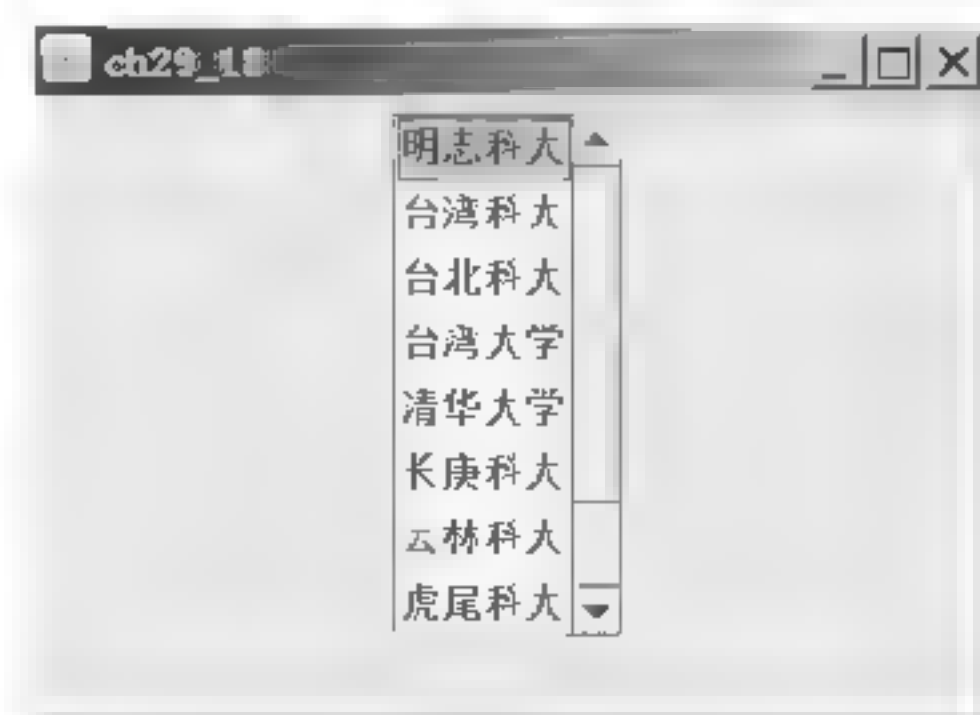 ch29_18
明志科大
台湾科大
台北科大
台湾大学
清华大学
长庚科大
云林科大
虎尾科大